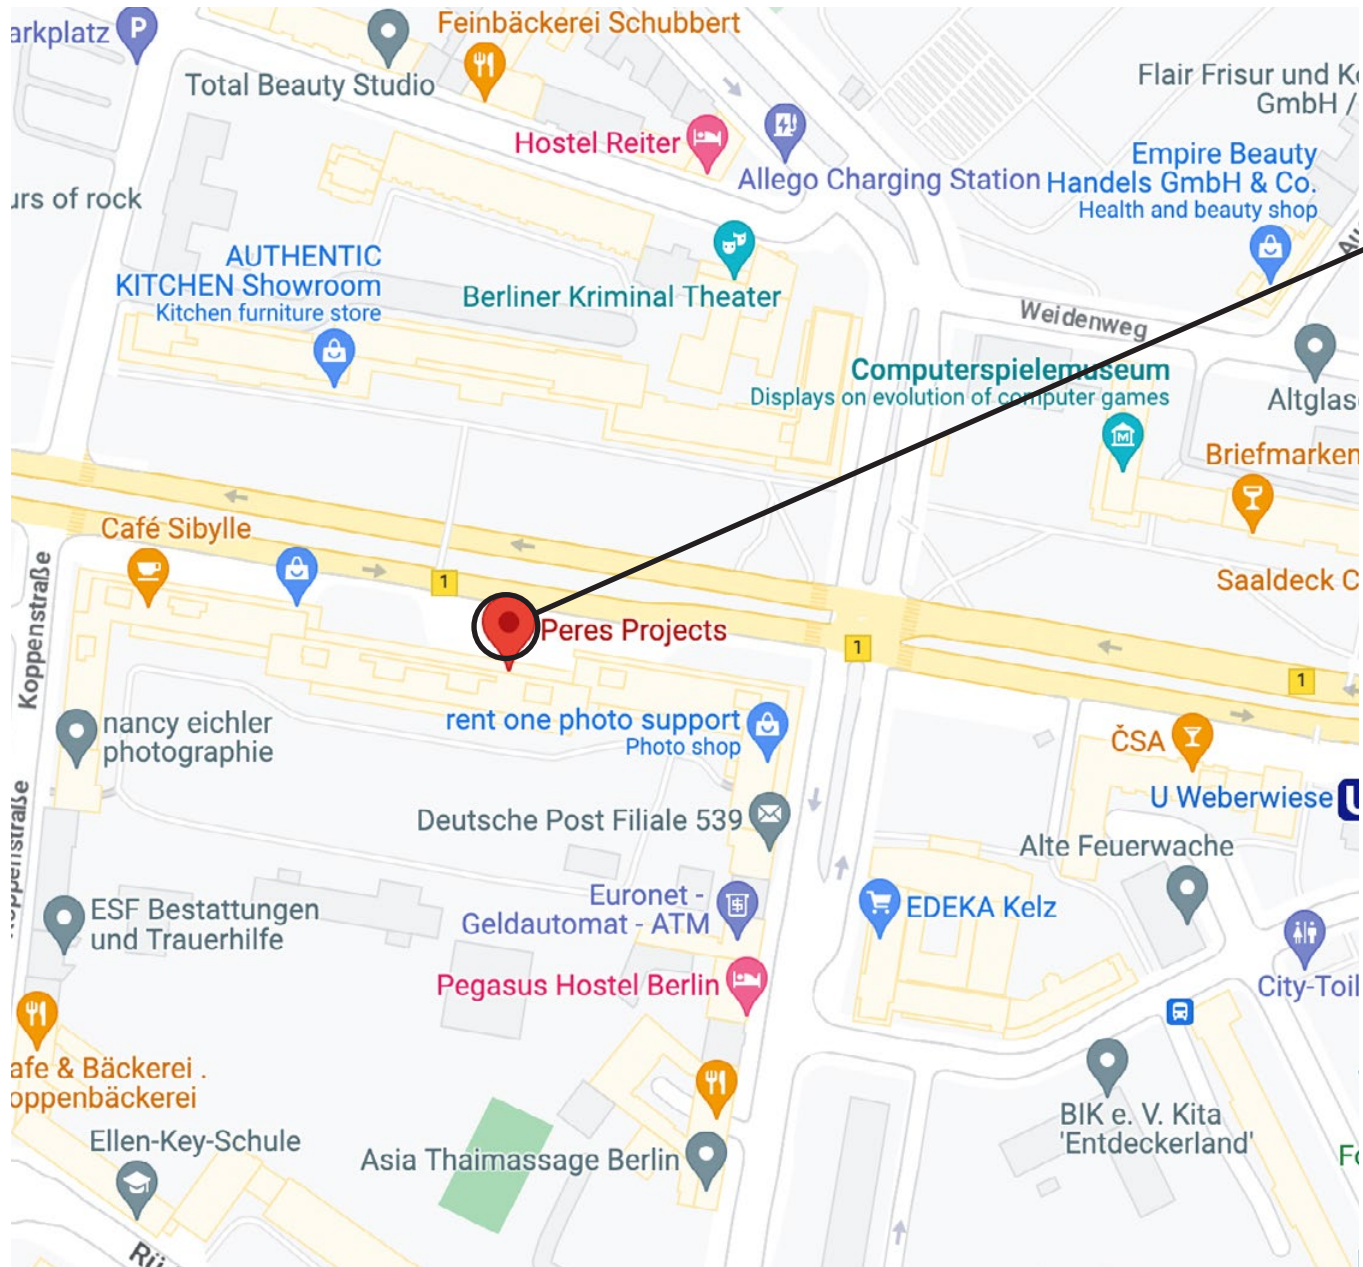 arkplatz
P
Feinbäckerei Schubbert
Total Beauty Studio
Flair Frisur und Ko
GmbH /
Hostel Reiter
Allego Charging Station
Empire Beauty
Handels GmbH & Co.
Health and beauty shop
urs of rock
AUTHENTIC
KITCHEN Showroom
Kitchen furniture store
Berliner Kriminal Theater
Weidenweg
Computerspielemuseum
Displays on evolution of computer games
M
Altglas
Briefmarken
Café Sibylle
Saaldeck C
1
Koppenstraße
Peres Projects
1
1
nancy eichler
photographie
rent one photo support
Photo shop
ČSA
U Weberwiese
U
Deutsche Post Filiale 539
Alte Feuerwache
Koppenstraße
Euronet -
Geldautomat - ATM
$
EDEKA Kelz
ESF Bestattungen
und Trauerhilfe
Pegasus Hostel Berlin
City-Toil
afe & Bäckerei .
oppenbäckerei
BIK e. V. Kita
'Entdeckerland'
Ellen-Key-Schule
Asia Thaimassage Berlin
Fo
Rü